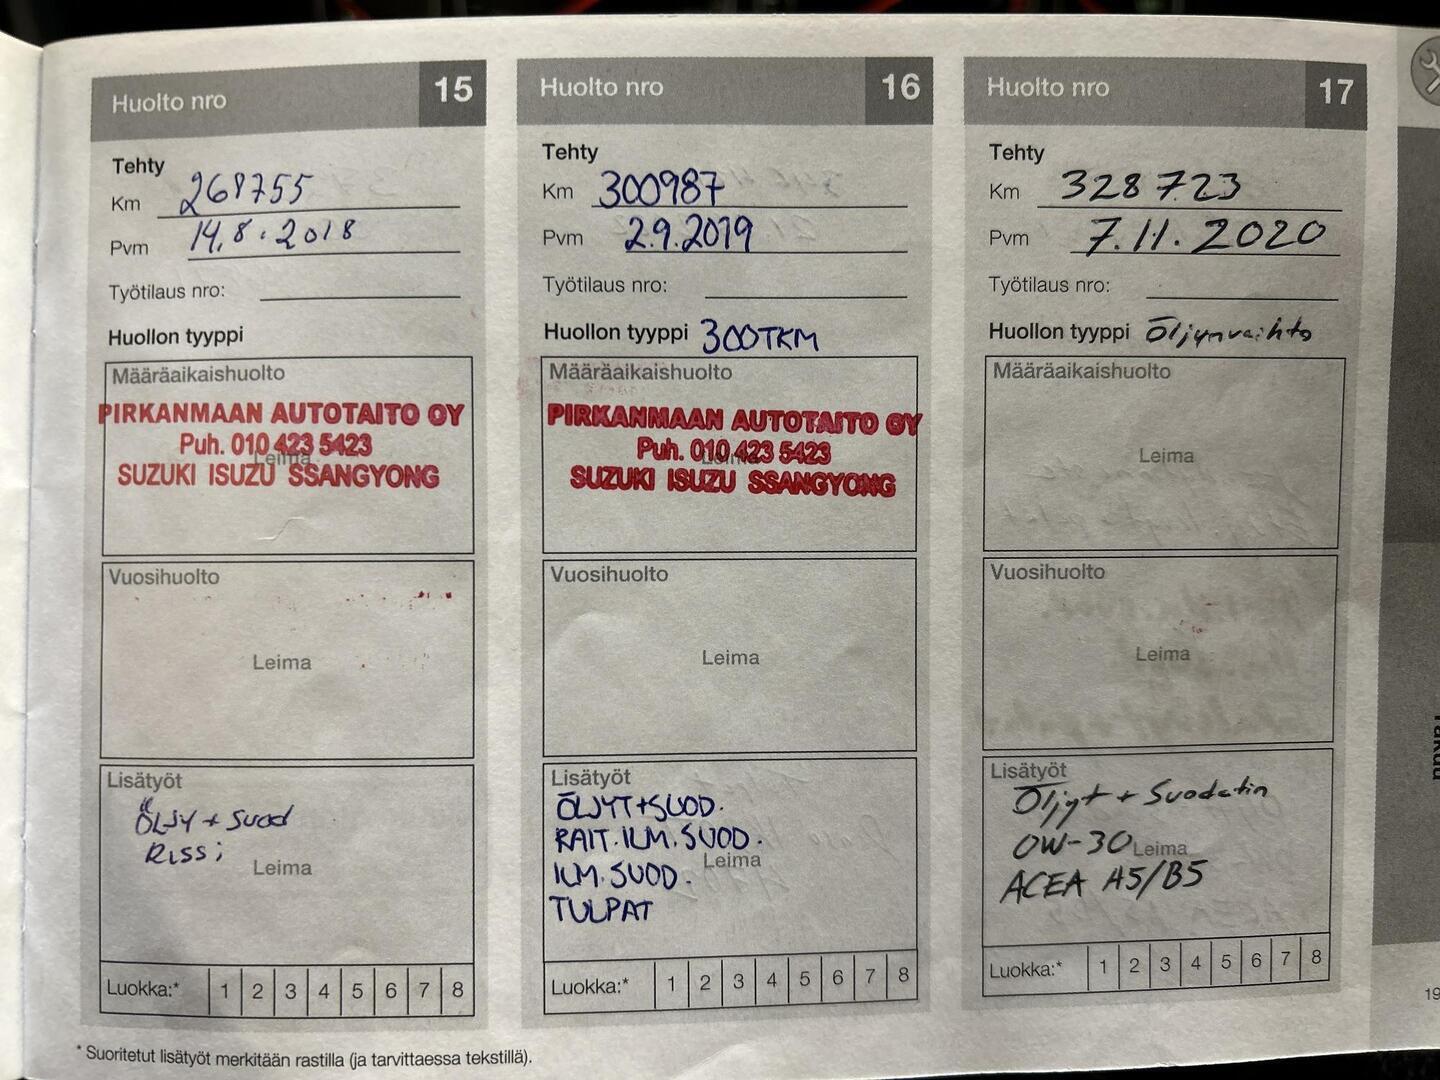 Huolto nro 15
Tehty
Km 268755
Pvm 14.8.2018
Työtilaus nro:
Huollon tyyppi
Määräaikaishuolto
PIRKANMAAN AUTOTAITO OY
Puh. 010 423 5423
Leima
SUZUKI ISUZU SSANGYONG
Vuosihuolto
Leima
Lisätyöt
ÖLJY + SUOD
Leima
Luokka:* 1 2 3 4 5 6 7 8
Huolto nro 16
Tehty
Km 300987
Pvm 2.9.2019
Työtilaus nro:
Huollon tyyppi 300TKM
Määräaikaishuolto
PIRKANMAAN AUTOTAITO OY
Puh. 010 423 5423
Leima
SUZUKI ISUZU SSANGYONG
Vuosihuolto
Leima
Lisätyöt
ÖLJYT+SUOD.
RAIT.ILM.SUOD.
Leima
ILM.SUOD.
TULPAT
Luokka:* 1 2 3 4 5 6 7 8
Huolto nro 17
Tehty
Km 328723
Pvm 7.11.2020
Työtilaus nro:
Huollon tyyppi Öljynvaihto
Määräaikaishuolto
Leima
Vuosihuolto
Leima
Lisätyöt
Öljyt + Suodatin
0W-30
Leima
ACEA A5/B5
Luokka:* 1 2 3 4 5 6 7 8
* Suoritetut lisätyöt merkitään rastilla (ja tarvittaessa tekstillä).
Takuu
19